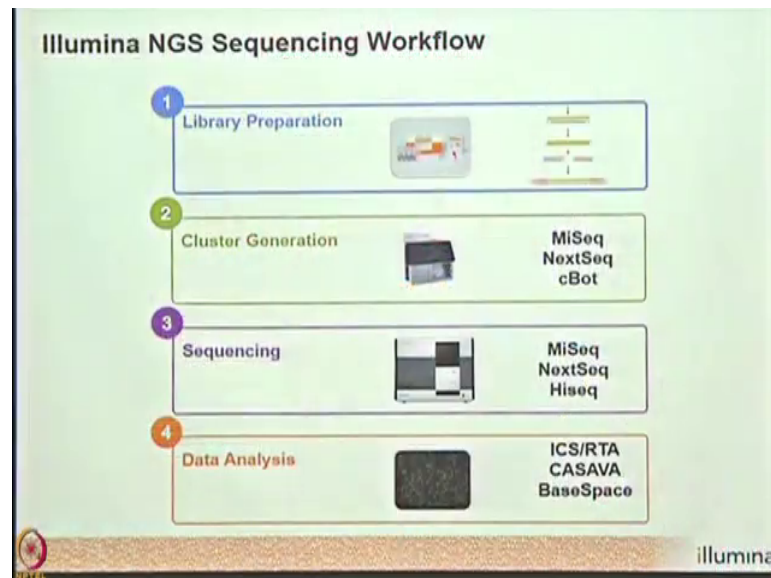 Illumina NGS Sequencing Workflow
1
Library Preparation
2
Cluster Generation
MiSeq
NextSeq
cBot
3
Sequencing
MiSeq
NextSeq
Hiseq
4
Data Analysis
ICS/RTA
CASAVA
BaseSpace
illumina